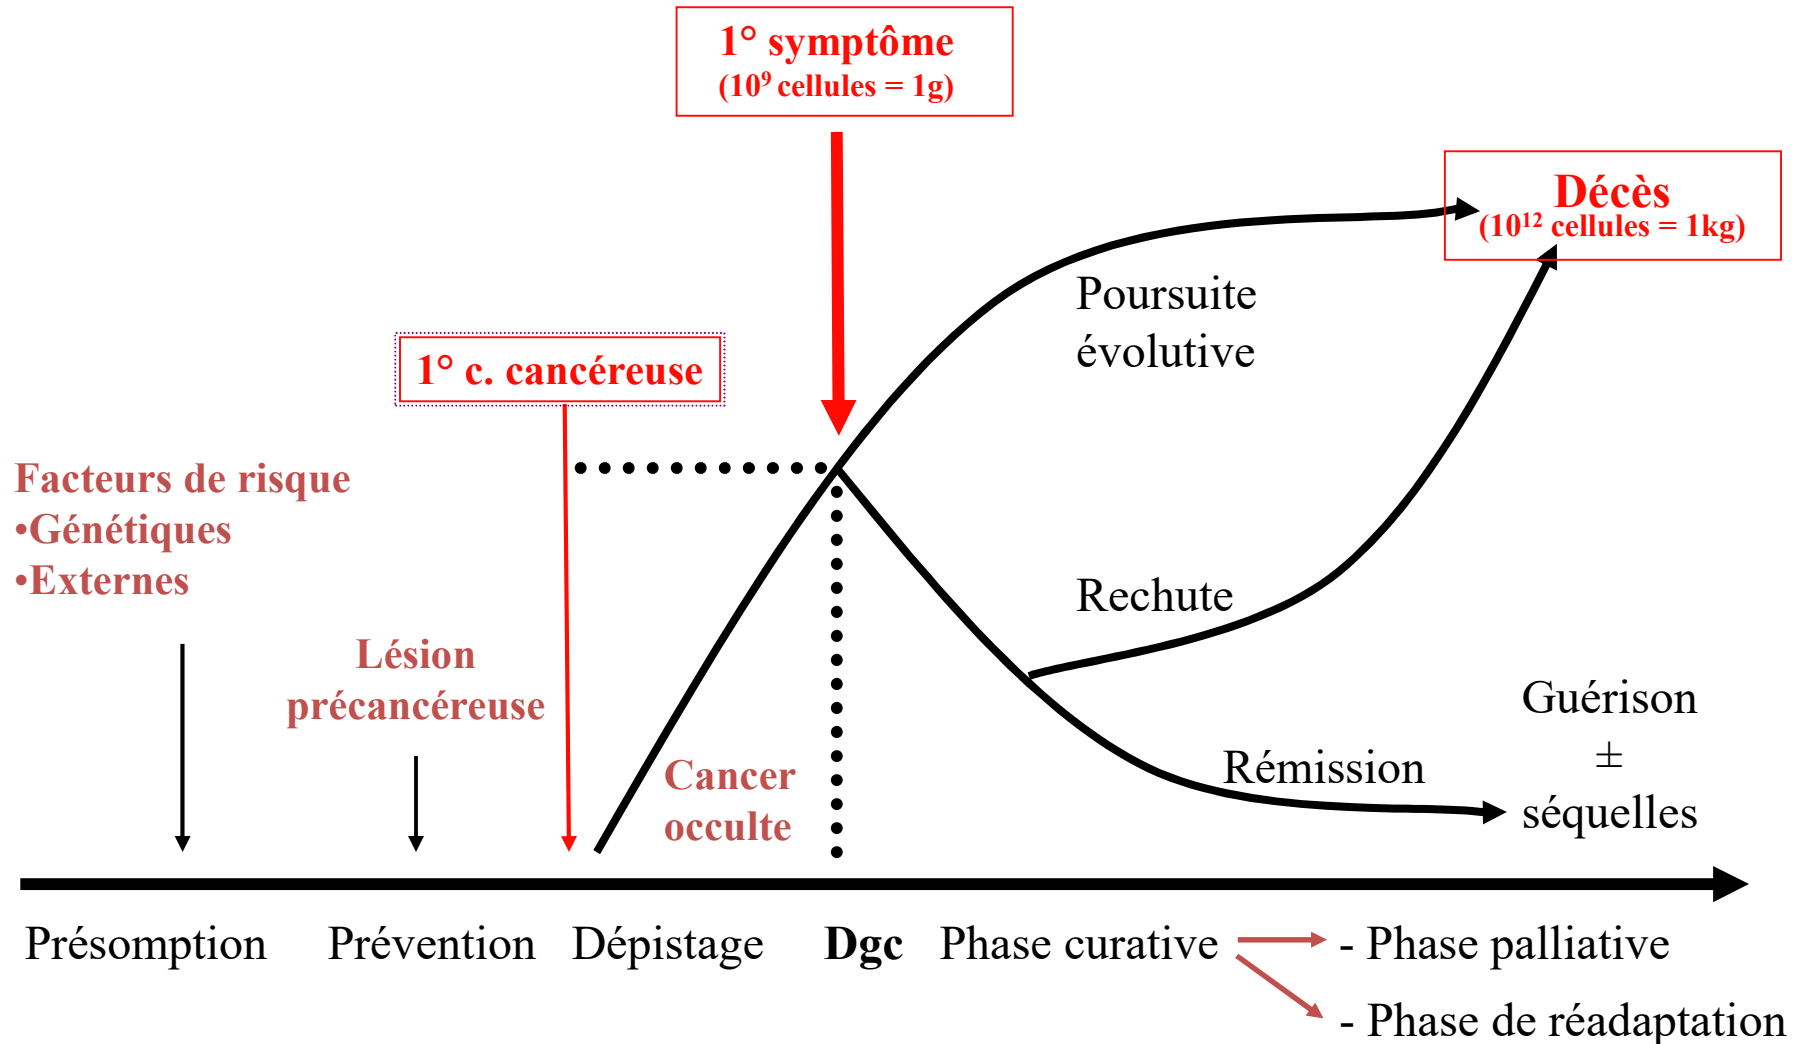 1° symptôme
(10⁹ cellules = 1g)
Décès
(10¹² cellules = 1kg)
Poursuite
évolutive
1° c. cancéreuse
Facteurs de risque
•Génétiques
•Externes
Rechute
Lésion
précancéreuse
Guérison
±
séquelles
Rémission
Cancer
occulte
Présomption Prévention Dépistage Dgc Phase curative - Phase palliative
- Phase de réadaptation